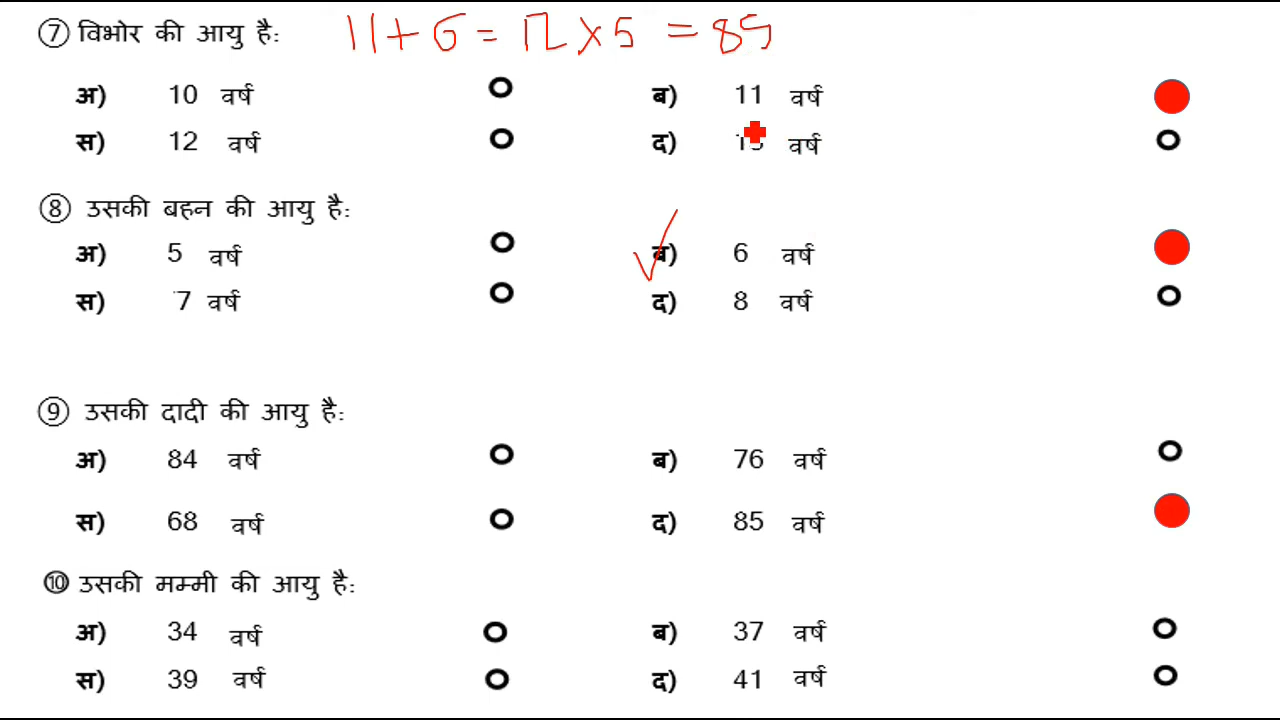 ⑦ विभोर की आयु है: 11+6 = 17 × 5 = 85
अ) 10 वर्ष ब) 11 वर्ष
स) 12 वर्ष द) वर्ष
⑧ उसकी बहन की आयु है:
अ) 5 वर्ष ब) 6 वर्ष
स) 7 वर्ष द) 8 वर्ष
⑨ उसकी दादी की आयु है:
अ) 84 वर्ष ब) 76 वर्ष
स) 68 वर्ष द) 85 वर्ष
⑩ उसकी मम्मी की आयु है:
अ) 34 वर्ष ब) 37 वर्ष
स) 39 वर्ष द) 41 वर्ष